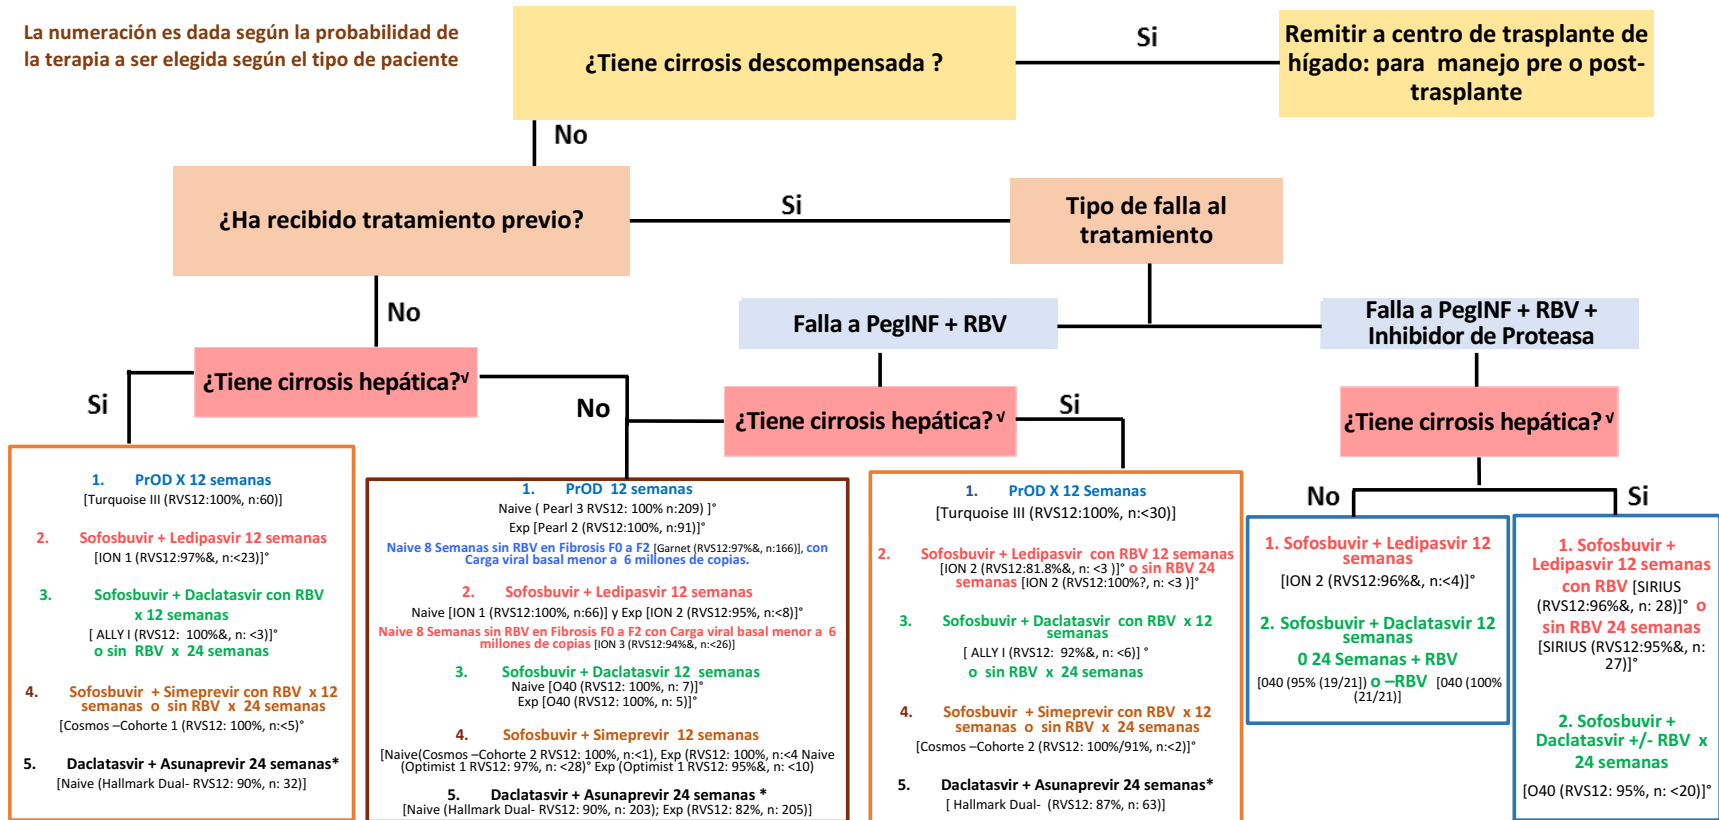 La numeración es dada según la probabilidad de
la terapia a ser elegida según el tipo de paciente
¿Tiene cirrosis descompensada ?
Si
Remitir a centro de trasplante de
hígado: para manejo pre o post-
trasplante
No
¿Ha recibido tratamiento previo?
Si
Tipo de falla al
tratamiento
No
Falla a PegINF + RBV
Falla a PegINF + RBV +
Inhibidor de Proteasa
¿Tiene cirrosis hepática?√
Si
No
¿Tiene cirrosis hepática? √
Si
¿Tiene cirrosis hepática? √
No
Si
1. PrOD X 12 semanas
[Turquoise III (RVS12:100%, n:60)]
2. Sofosbuvir + Ledipasvir 12 semanas
[ION 1 (RVS12:97%&, n:<23)]°
3. Sofosbuvir + Daclatasvir con RBV
x 12 semanas
[ ALLY I (RVS12: 100%&, n: <3)]°
o sin RBV x 24 semanas
4. Sofosbuvir + Simeprevir con RBV x 12
semanas o sin RBV x 24 semanas
[Cosmos –Cohorte 1 (RVS12: 100%, n:<5)°
5. Daclatasvir + Asunaprevir 24 semanas*
[Naive (Hallmark Dual- RVS12: 90%, n: 32)]
1. PrOD 12 semanas
Naive ( Pearl 3 RVS12: 100% n:209) ]°
Exp [Pearl 2 (RVS12:100%, n:91)]°
Naive 8 Semanas sin RBV en Fibrosis F0 a F2 [Garnet (RVS12:97%&, n:166)], con
Carga viral basal menor a 6 millones de copias.
2. Sofosbuvir + Ledipasvir 12 semanas
Naive [ION 1 (RVS12:100%, n:66)] y Exp [ION 2 (RVS12:95%, n:<8)]°
Naive 8 Semanas sin RBV en Fibrosis F0 a F2 con Carga viral basal menor a 6
millones de copias [ION 3 (RVS12:94%&, n:<26)]
3. Sofosbuvir + Daclatasvir 12 semanas
Naive [O40 (RVS12: 100%, n: 7)]°
Exp [O40 (RVS12: 100%, n: 5)]°
4. Sofosbuvir + Simeprevir 12 semanas
[Naive(Cosmos –Cohorte 2 RVS12: 100%, n:<1), Exp (RVS12: 100%, n:<4 Naive
(Optimist 1 RVS12: 97%, n: <28)° Exp (Optimist 1 RVS12: 95%&, n: <10)
5. Daclatasvir + Asunaprevir 24 semanas *
[Naive (Hallmark Dual- RVS12: 90%, n: 203); Exp (RVS12: 82%, n: 205)]
1. PrOD X 12 Semanas
[Turquoise III (RVS12:100%, n:<30)]
2. Sofosbuvir + Ledipasvir con RBV 12 semanas
[ION 2 (RVS12:81.8%&, n: <3 )]° o sin RBV 24
semanas [ION 2 (RVS12:100%?, n: <3 )]°
3. Sofosbuvir + Daclatasvir con RBV x 12
semanas
[ ALLY I (RVS12: 92%&, n: <6)] °
o sin RBV x 24 semanas
4. Sofosbuvir + Simeprevir con RBV x 12
semanas o sin RBV x 24 semanas
[Cosmos –Cohorte 2 (RVS12: 100%/91%, n:<2)]°
5. Daclatasvir + Asunaprevir 24 semanas*
[ Hallmark Dual- (RVS12: 87%, n: 63)]
1. Sofosbuvir + Ledipasvir 12
semanas
[ION 2 (RVS12:96%&, n:<4)]°
2. Sofosbuvir + Daclatasvir 12
semanas
0 24 Semanas + RBV
[040 (95% (19/21]) o –RBV [040 (100%
(21/21)]
1. Sofosbuvir +
Ledipasvir 12 semanas
con RBV [SIRIUS
(RVS12:96%&, n: 28)]° o
sin RBV 24 semanas
[SIRIUS (RVS12:95%&, n:
27)]°
2. Sofosbuvir +
Daclatasvir +/- RBV x
24 semanas
[O40 (RVS12: 95%, n: <20)]°